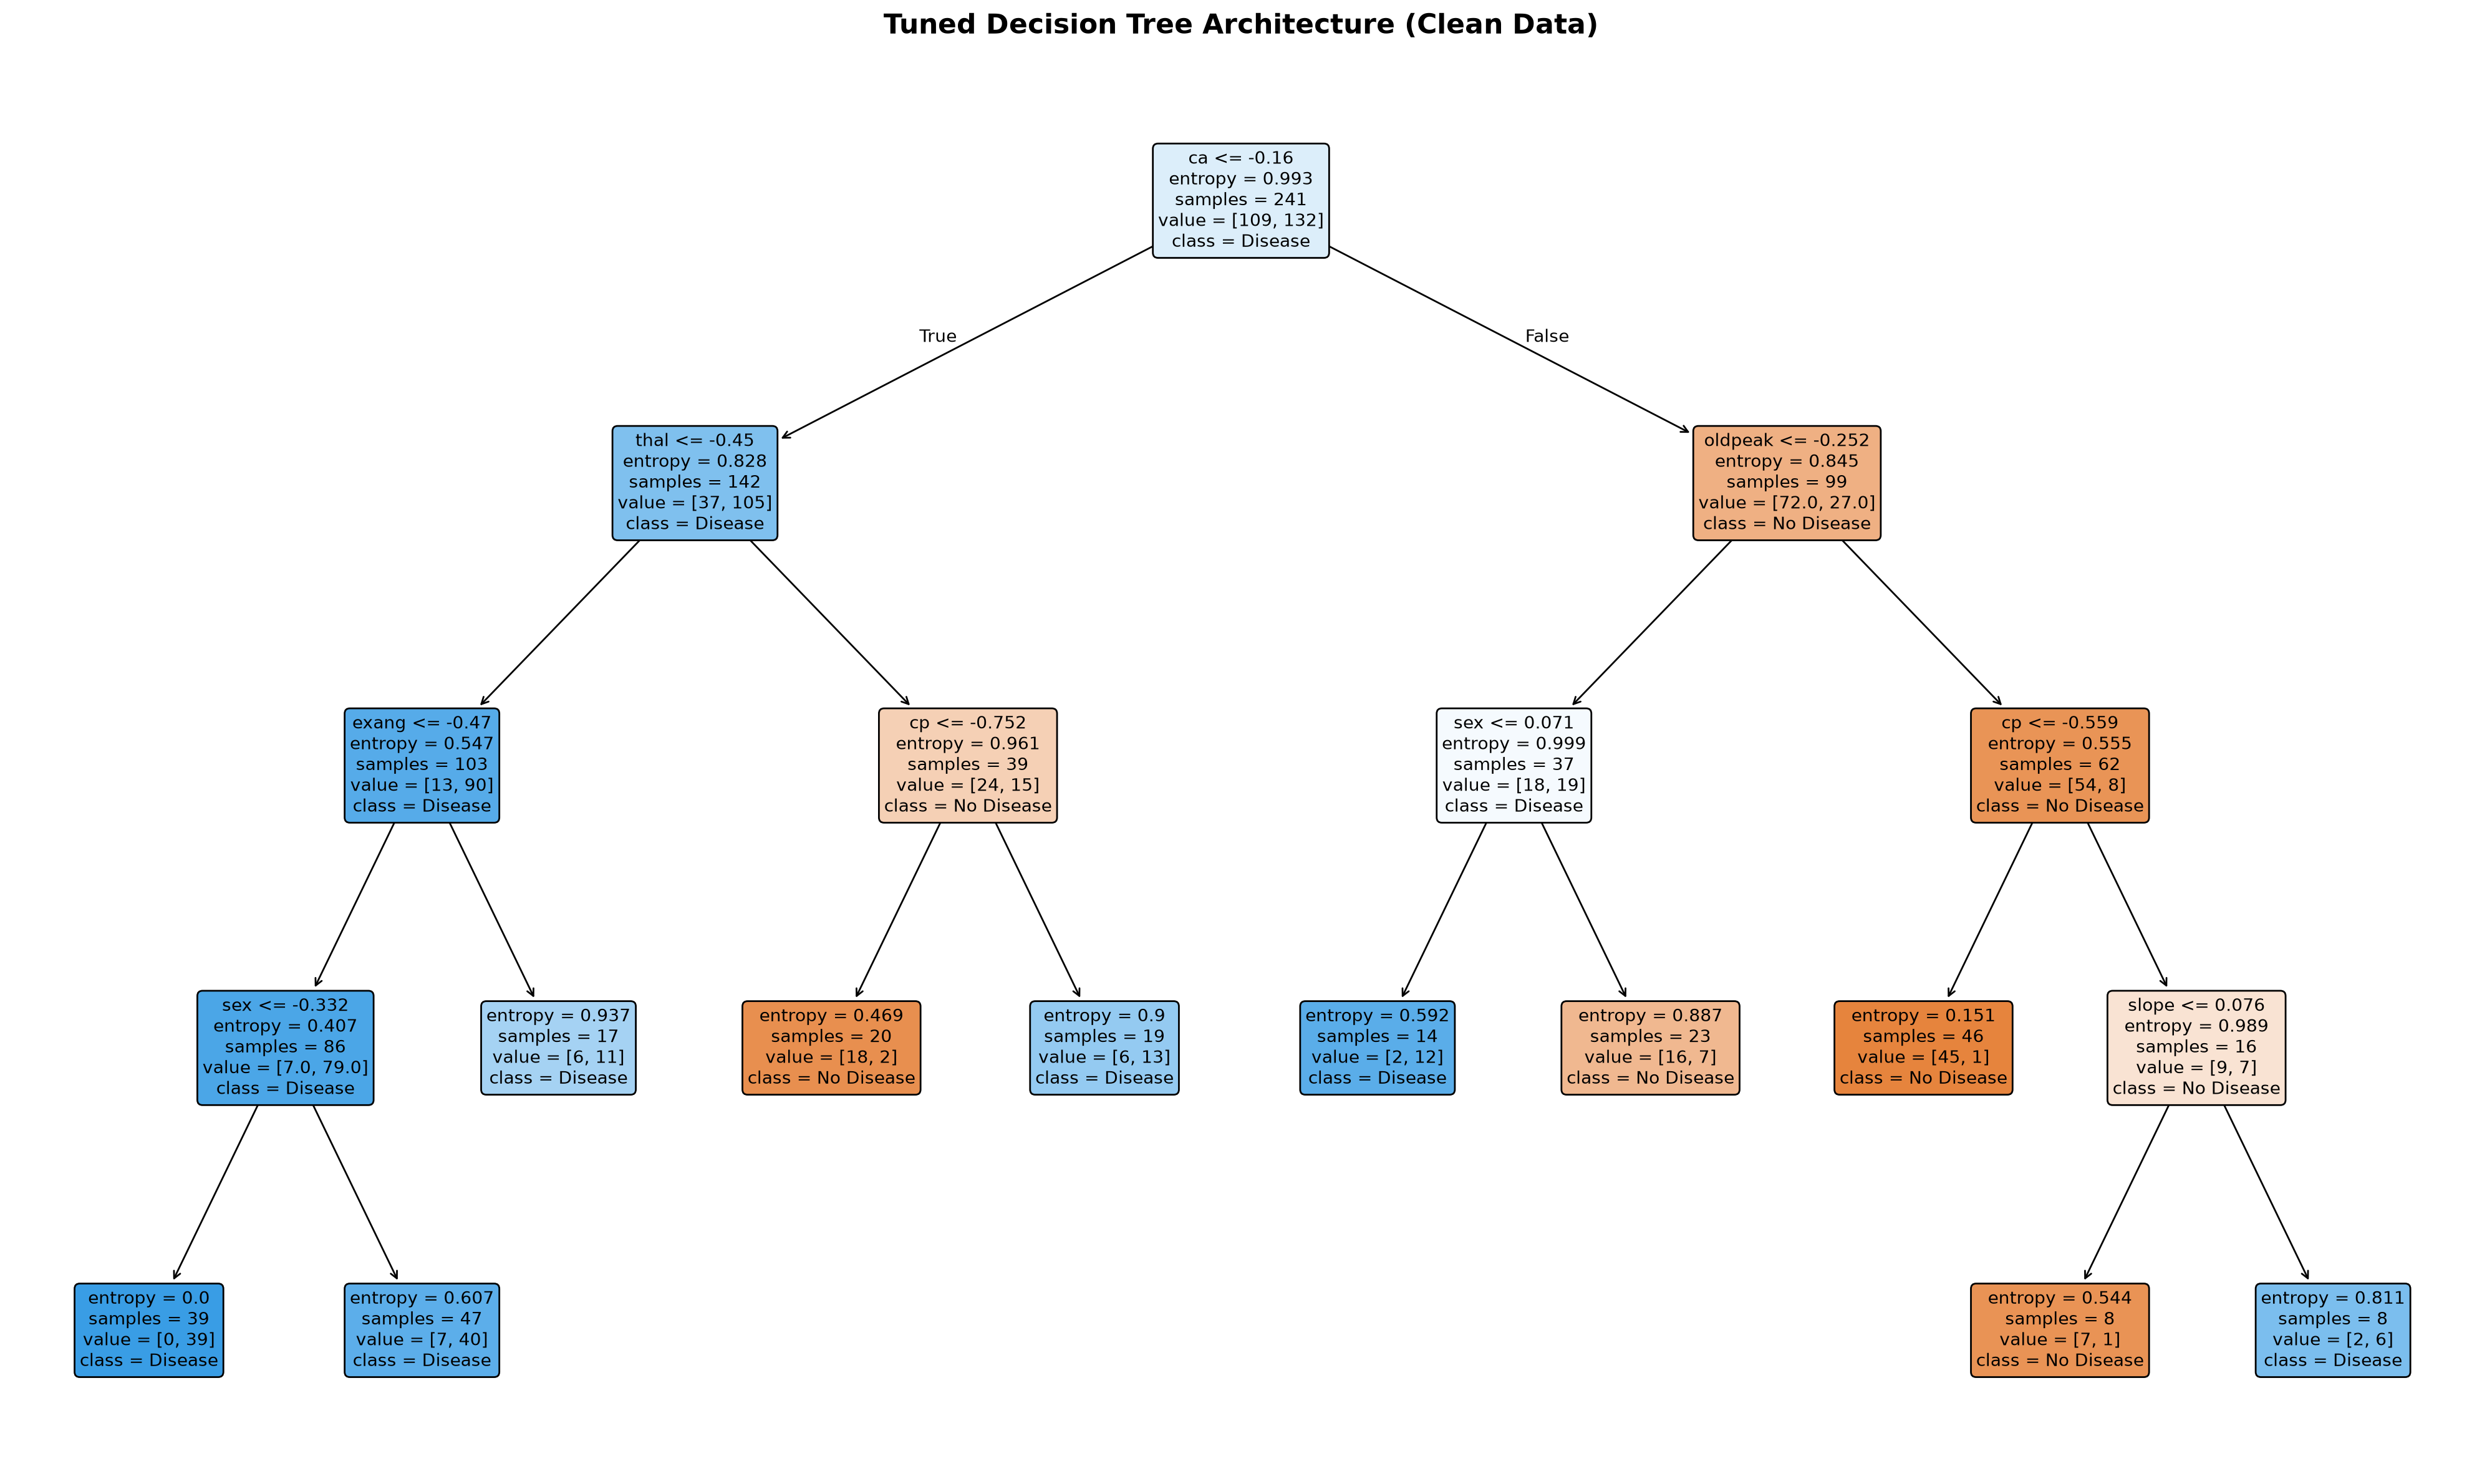 Tuned Decision Tree Architecture (Clean Data)
ca <= -0.16
entropy = 0.993
samples = 241
value = [109, 132]
class = Disease
True
False
thal <= -0.45
entropy = 0.828
samples = 142
value = [37, 105]
class = Disease
oldpeak <= -0.252
entropy = 0.845
samples = 99
value = [72.0, 27.0]
class = No Disease
exang <= -0.47
entropy = 0.547
samples = 103
value = [13, 90]
class = Disease
cp <= -0.752
entropy = 0.961
samples = 39
value = [24, 15]
class = No Disease
sex <= 0.071
entropy = 0.999
samples = 37
value = [18, 19]
class = Disease
cp <= -0.559
entropy = 0.555
samples = 62
value = [54, 8]
class = No Disease
sex <= -0.332
entropy = 0.407
samples = 86
value = [7.0, 79.0]
class = Disease
entropy = 0.937
samples = 17
value = [6, 11]
class = Disease
entropy = 0.469
samples = 20
value = [18, 2]
class = No Disease
entropy = 0.9
samples = 19
value = [6, 13]
class = Disease
entropy = 0.592
samples = 14
value = [2, 12]
class = Disease
entropy = 0.887
samples = 23
value = [16, 7]
class = No Disease
entropy = 0.151
samples = 46
value = [45, 1]
class = No Disease
slope <= 0.076
entropy = 0.989
samples = 16
value = [9, 7]
class = No Disease
entropy = 0.0
samples = 39
value = [0, 39]
class = Disease
entropy = 0.607
samples = 47
value = [7, 40]
class = Disease
entropy = 0.544
samples = 8
value = [7, 1]
class = No Disease
entropy = 0.811
samples = 8
value = [2, 6]
class = Disease